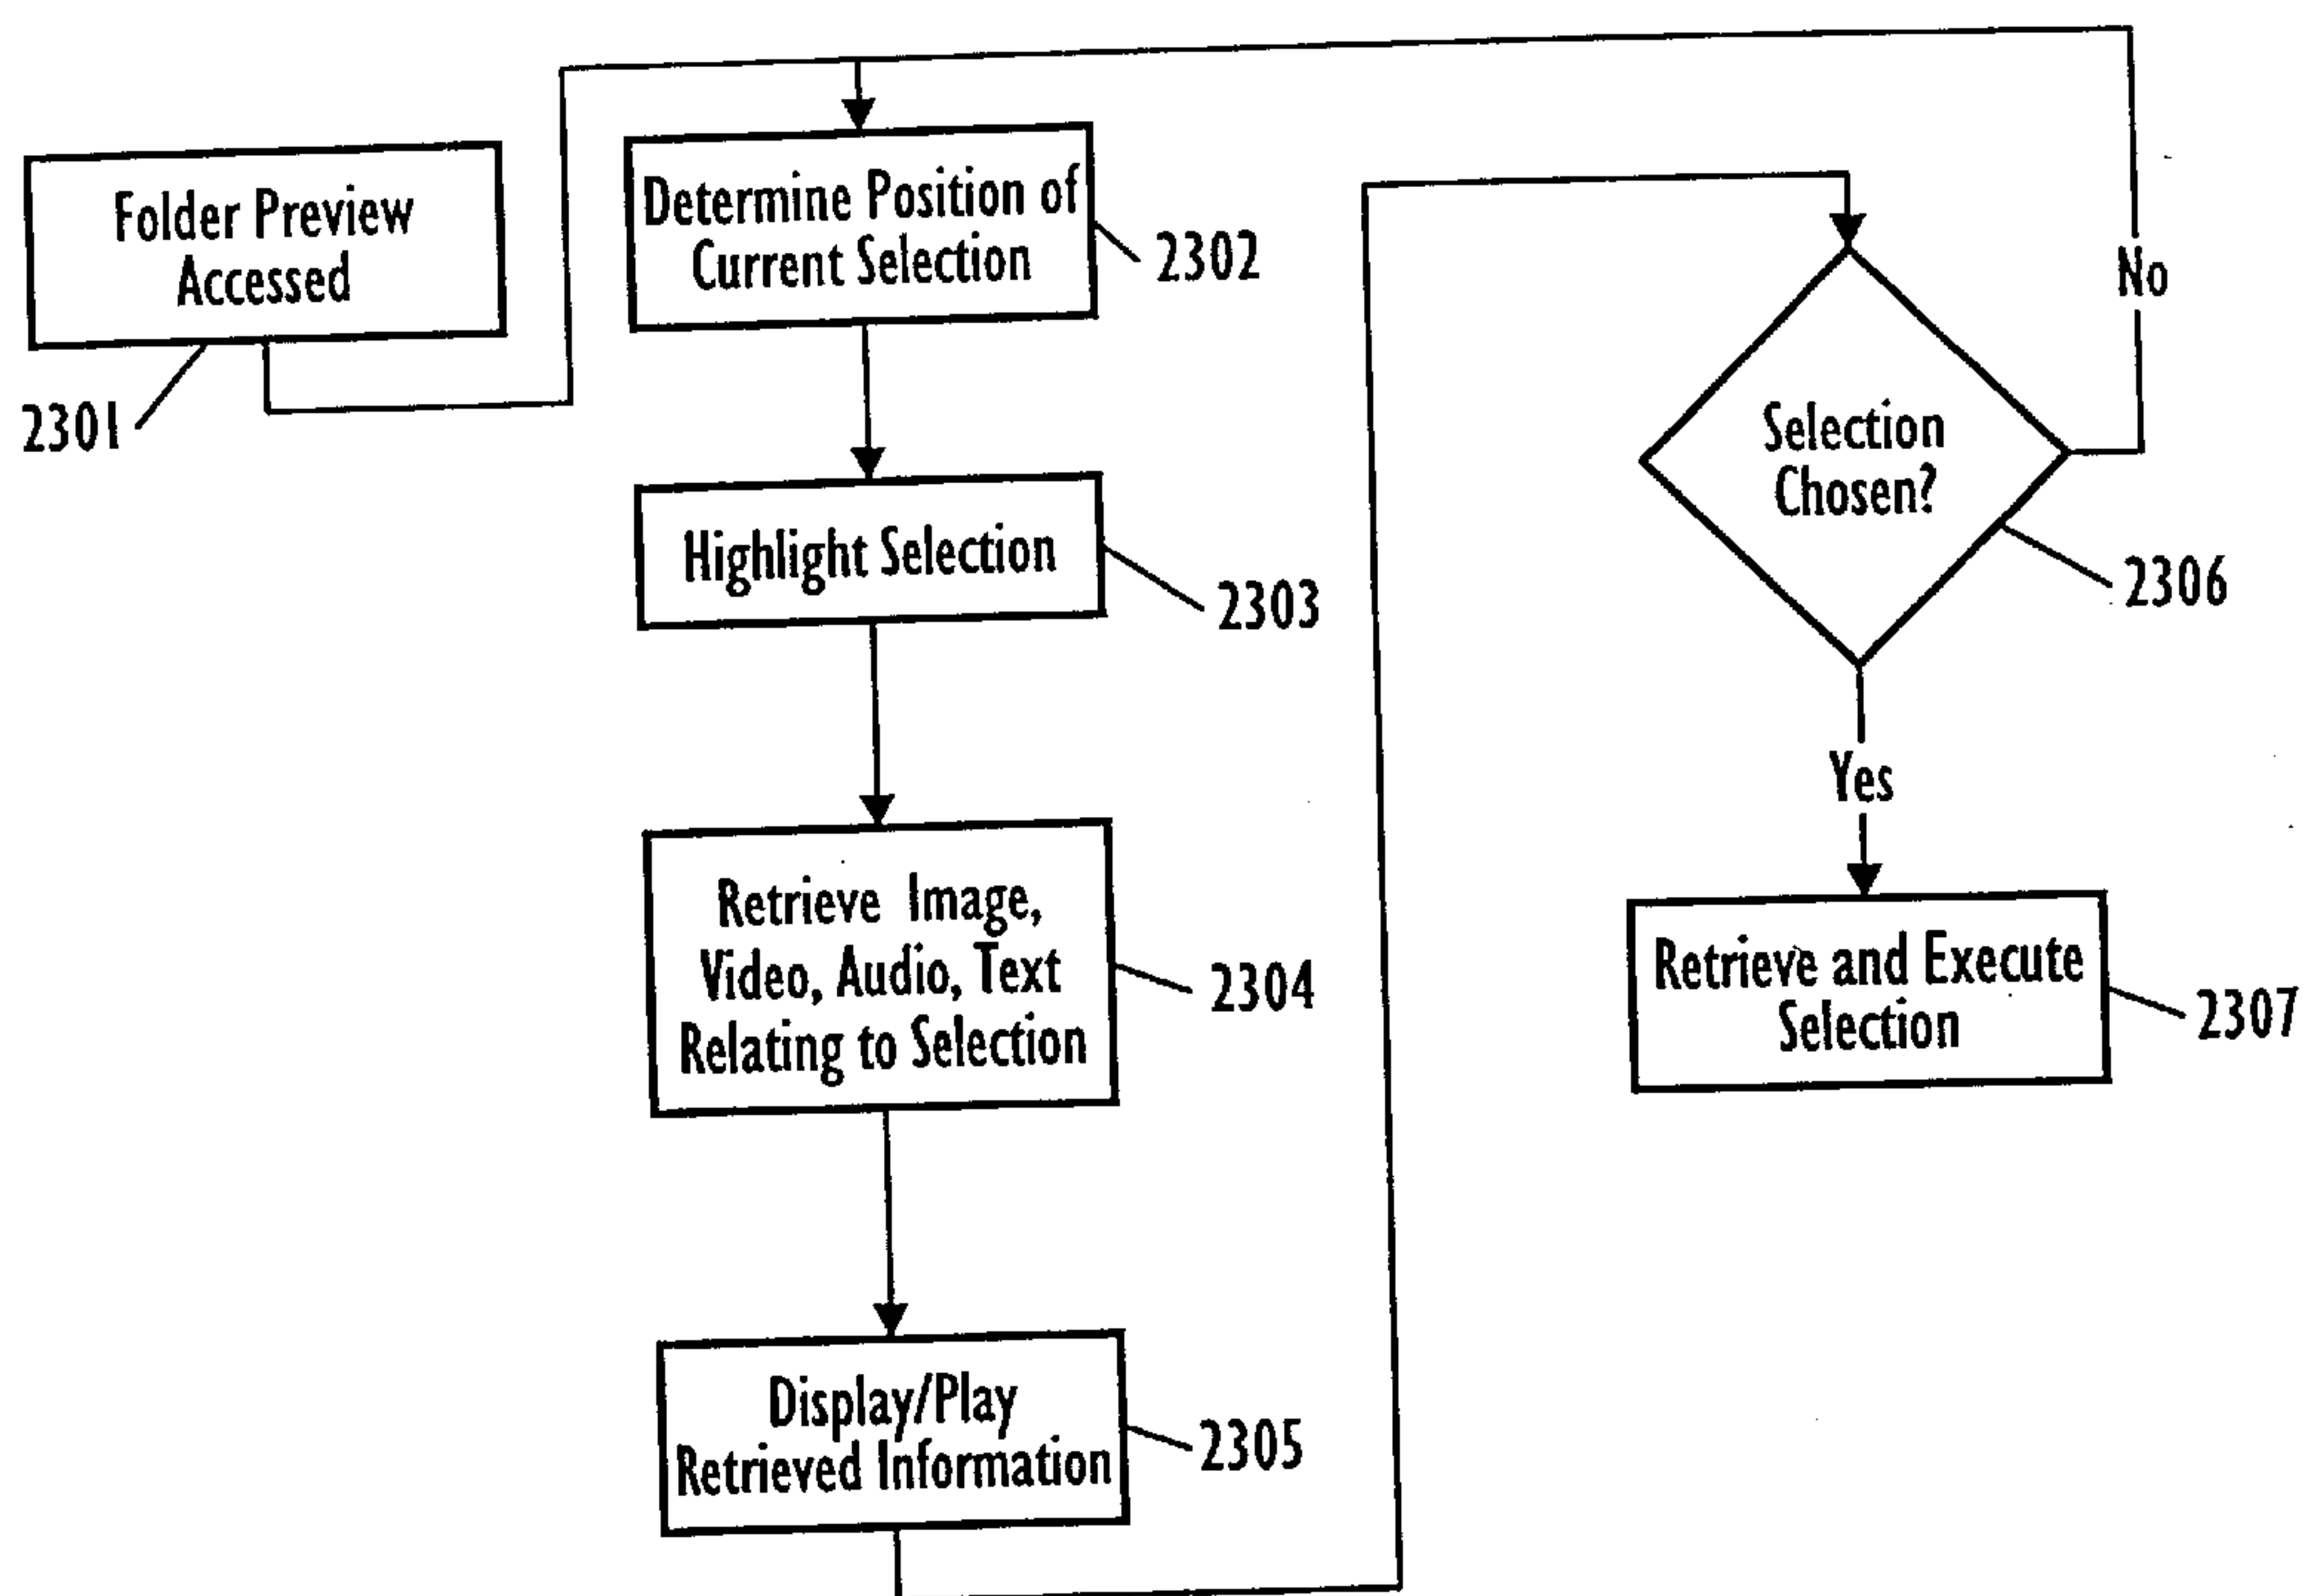 Folder Preview
Accessed
2301
Determine Position of
Current Selection
2302
Highlight Selection
2303
Retrieve Image,
Video, Audio, Text
Relating to Selection
2304
Display/Play
Retrieved Information
2305
Selection
Chosen?
2306
No
Yes
Retrieve and Execute
Selection
2307